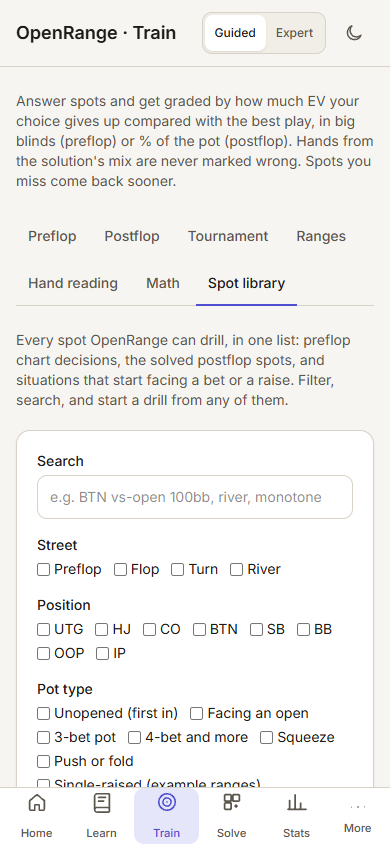 OpenRange · Train
Guided
Expert
Answer spots and get graded by how much EV your
choice gives up compared with the best play, in big
blinds (preflop) or % of the pot (postflop). Hands from
the solution's mix are never marked wrong. Spots you
miss come back sooner.
Preflop
Postflop
Tournament
Ranges
Hand reading
Math
Spot library
Every spot OpenRange can drill, in one list: preflop
chart decisions, the solved postflop spots, and
situations that start facing a bet or a raise. Filter,
search, and start a drill from any of them.
Search
e.g. BTN vs-open 100bb, river, monotone
Street
Preflop Flop Turn River
Position
UTG HJ CO BTN SB BB
OOP IP
Pot type
Unopened (first in) Facing an open
3-bet pot 4-bet and more Squeeze
Push or fold
Single-raised (example ranges)
Home
Learn
Train
Solve
Stats
More